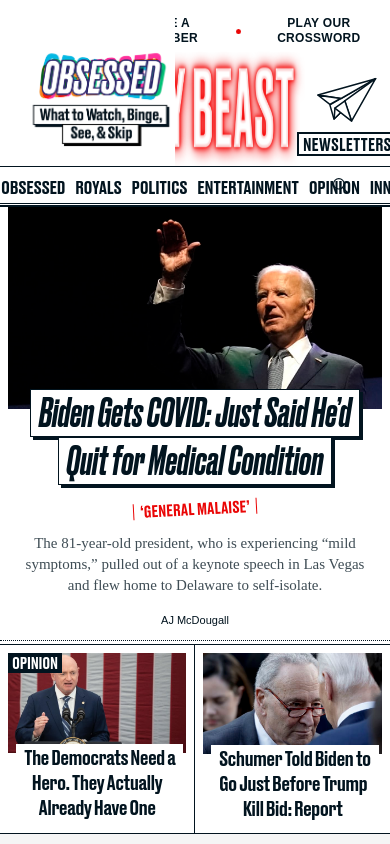 E A
PLAY OUR
BER
CROSSWORD
OBSESSED
What to Watch, Binge,
See, & Skip
Y BEAST
NEWSLETTERS
OBSESSED ROYALS POLITICS ENTERTAINMENT OPINION INN
Biden Gets COVID: Just Said He’d
Quit for Medical Condition
‘GENERAL MALAISE’
The 81-year-old president, who is experiencing “mild
symptoms,” pulled out of a keynote speech in Las Vegas
and flew home to Delaware to self-isolate.
AJ McDougall
OPINION
The Democrats Need a
Hero. They Actually
Already Have One
Schumer Told Biden to
Go Just Before Trump
Kill Bid: Report